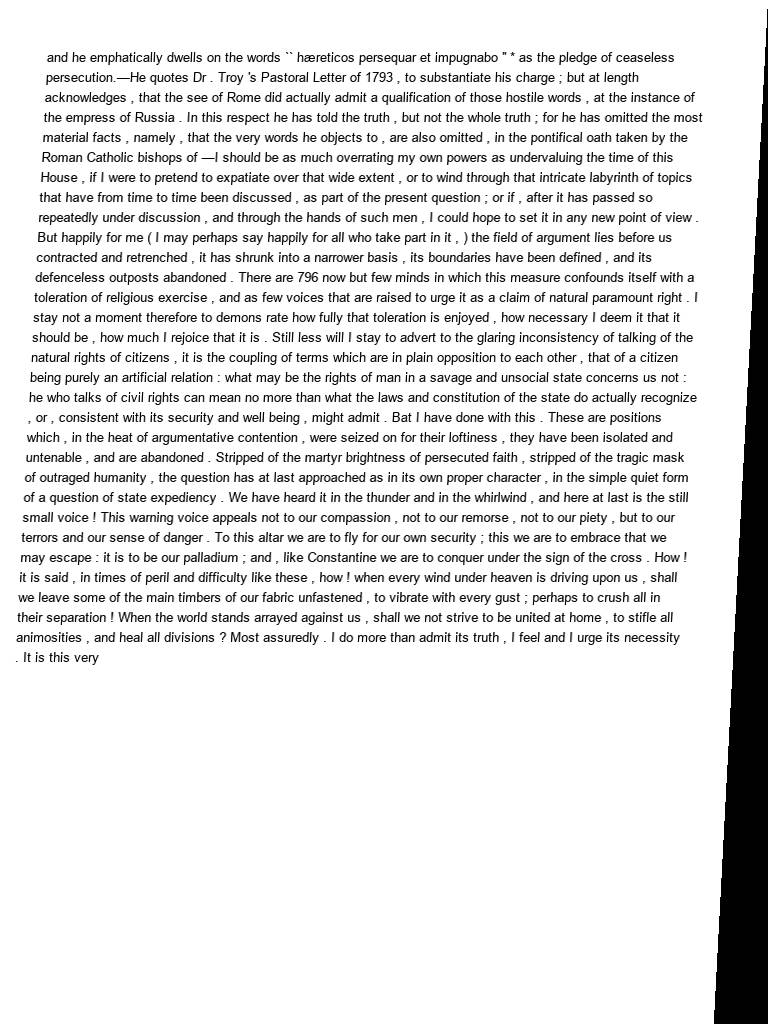 and he emphatically dwells on the words `` hæreticos persequar et impugnabo " * as the pledge of ceaseless
persecution.—He quotes Dr . Troy 's Pastoral Letter of 1793 , to substantiate his charge ; but at length
acknowledges , that the see of Rome did actually admit a qualification of those hostile words , at the instance of
the empress of Russia . In this respect he has told the truth , but not the whole truth ; for he has omitted the most
material facts , namely , that the very words he objects to , are also omitted , in the pontifical oath taken by the
Roman Catholic bishops of —I should be as much overrating my own powers as undervaluing the time of this
House , if I were to pretend to expatiate over that wide extent , or to wind through that intricate labyrinth of topics
that have from time to time been discussed , as part of the present question ; or if , after it has passed so
repeatedly under discussion , and through the hands of such men , I could hope to set it in any new point of view .
But happily for me ( I may perhaps say happily for all who take part in it , ) the field of argument lies before us
contracted and retrenched , it has shrunk into a narrower basis , its boundaries have been defined , and its
defenceless outposts abandoned . There are 796 now but few minds in which this measure confounds itself with a
toleration of religious exercise , and as few voices that are raised to urge it as a claim of natural paramount right . I
stay not a moment therefore to demons rate how fully that toleration is enjoyed , how necessary I deem it that it
should be , how much I rejoice that it is . Still less will I stay to advert to the glaring inconsistency of talking of the
natural rights of citizens , it is the coupling of terms which are in plain opposition to each other , that of a citizen
being purely an artificial relation : what may be the rights of man in a savage and unsocial state concerns us not :
he who talks of civil rights can mean no more than what the laws and constitution of the state do actually recognize
, or , consistent with its security and well being , might admit . Bat I have done with this . These are positions
which , in the heat of argumentative contention , were seized on for their loftiness , they have been isolated and
untenable , and are abandoned . Stripped of the martyr brightness of persecuted faith , stripped of the tragic mask
of outraged humanity , the question has at last approached as in its own proper character , in the simple quiet form
of a question of state expediency . We have heard it in the thunder and in the whirlwind , and here at last is the still
small voice ! This warning voice appeals not to our compassion , not to our remorse , not to our piety , but to our
terrors and our sense of danger . To this altar we are to fly for our own security ; this we are to embrace that we
may escape : it is to be our palladium ; and , like Constantine we are to conquer under the sign of the cross . How !
it is said , in times of peril and difficulty like these , how ! when every wind under heaven is driving upon us , shall
we leave some of the main timbers of our fabric unfastened , to vibrate with every gust ; perhaps to crush all in
their separation ! When the world stands arrayed against us , shall we not strive to be united at home , to stifle all
animosities , and heal all divisions ? Most assuredly . I do more than admit its truth , I feel and I urge its necessity
. It is this very